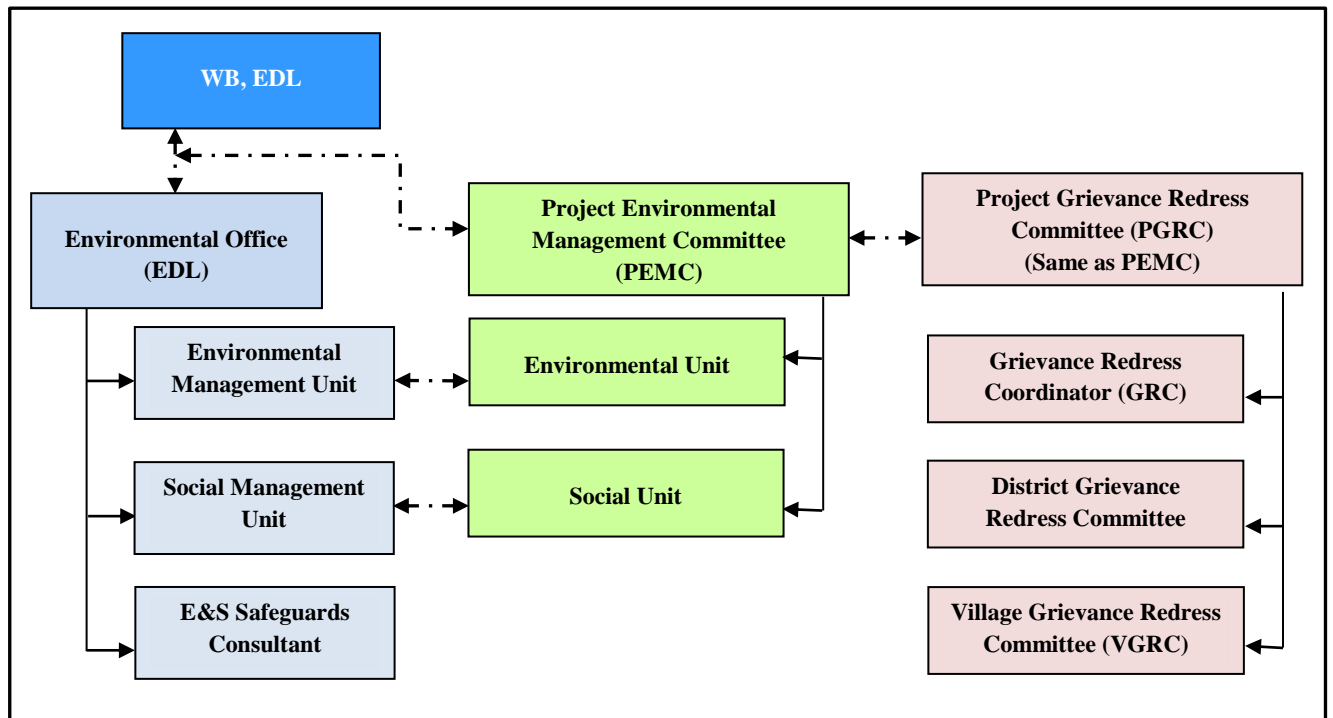 WB, EDL
Environmental Office
(EDL)
Project Environmental
Management Committee
(PEMC)
Project Grievance Redress
Committee (PGRC)
(Same as PEMC)
Environmental
Management Unit
Environmental Unit
Grievance Redress
Coordinator (GRC)
Social Management
Unit
Social Unit
District Grievance
Redress Committee
E&S Safeguards
Consultant
Village Grievance Redress
Committee (VGRC)